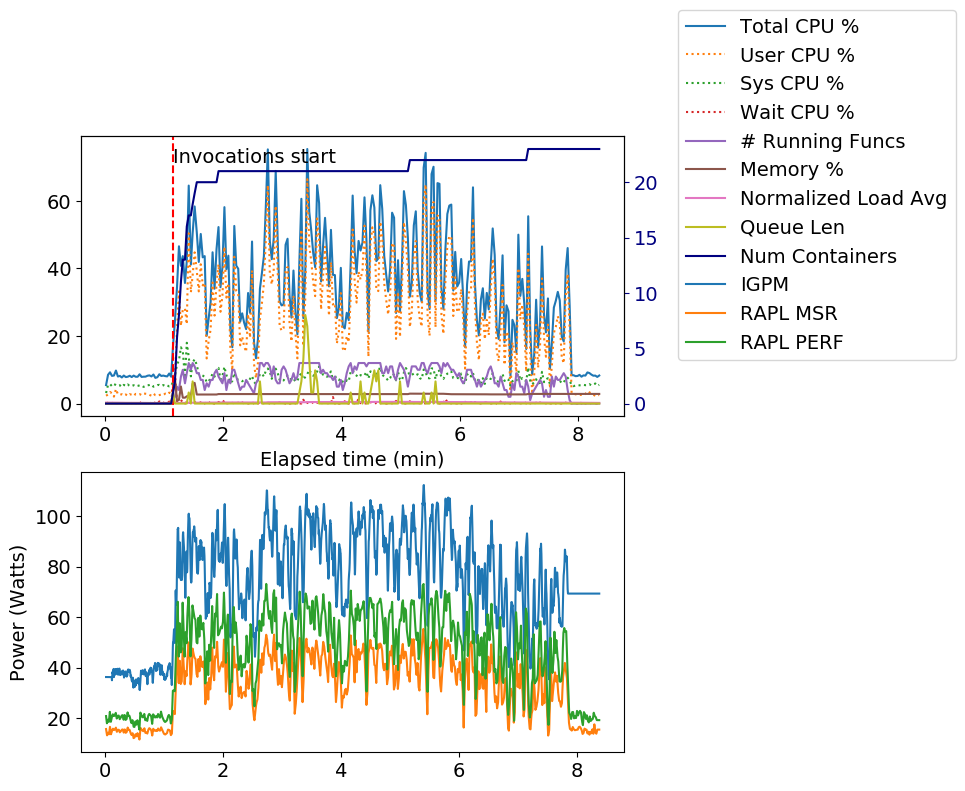 Total CPU %
User CPU %
Sys CPU %
Wait CPU %
# Running Funcs
Memory %
Normalized Load Avg
Queue Len
Num Containers
IGPM
RAPL MSR
RAPL PERF
Invocations start
60
40
20
0
20
15
10
5
0
0 2 4 6 8
Elapsed time (min)
Power (Watts)
100
80
60
40
20
0 2 4 6 8